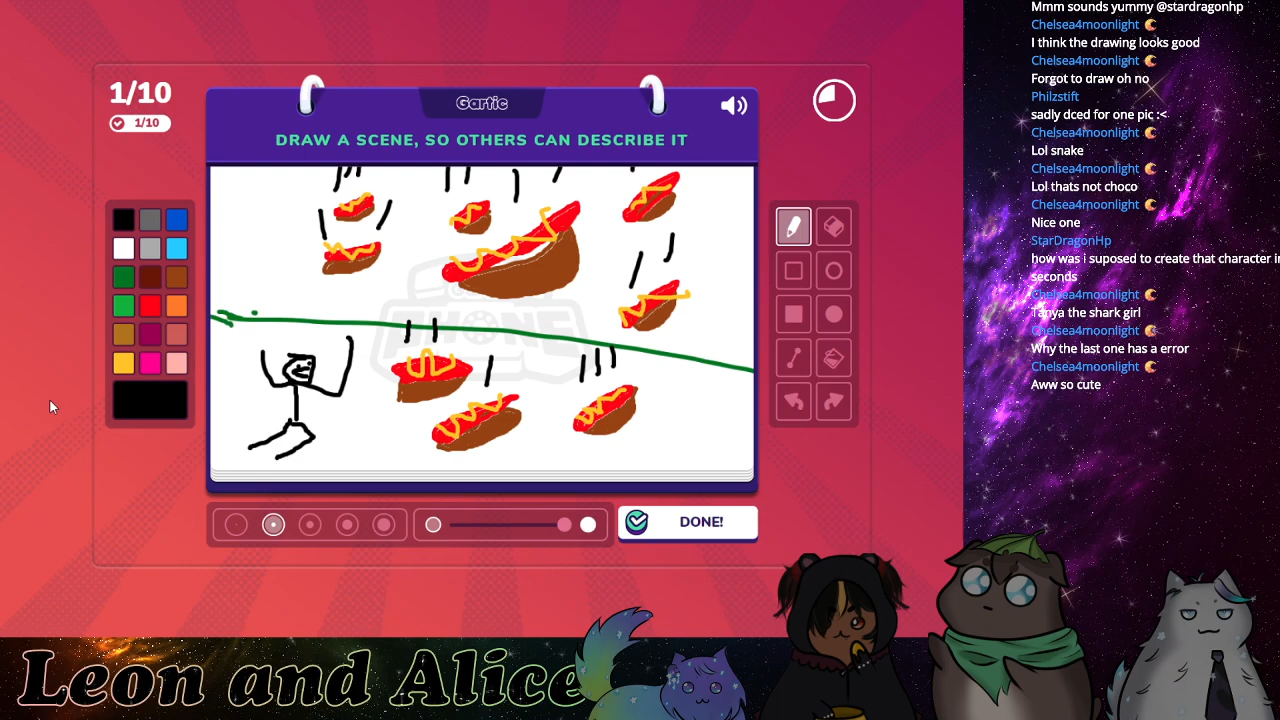 1/10
1/10
Gartic
DRAW A SCENE, SO OTHERS CAN DESCRIBE IT
PHONE
DONE!
Mmm sounds yummy @stardragonhp
Chelsea4moonlight
I think the drawing looks good
Chelsea4moonlight
Forgot to draw oh no
Philzstift
sadly dced for one pic :<
Chelsea4moonlight
Lol snake
Chelsea4moonlight
Lol thats not choco
Chelsea4moonlight
Nice one
StarDragonHp
how was i suposed to create that character in
seconds
Chelsea4moonlight
Tanya the shark girl
Chelsea4moonlight
Why the last one has a error
Chelsea4moonlight
Aww so cute
Leon and Alice